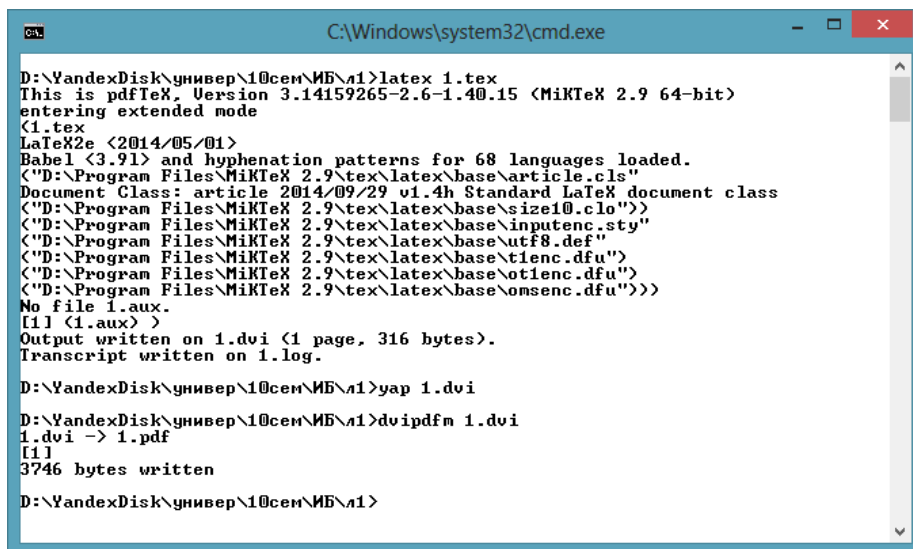 C:\Windows\system32\cmd.exe
D:\YandexDisk\универ\10сем\ИБ\л1>latex 1.tex
This is pdfTeX, Version 3.14159265-2.6-1.40.15 (MiKTeX 2.9 64-bit)
entering extended mode
(1.tex
LaTeX2e <2014/05/01>
Babel <3.9l> and hyphenation patterns for 68 languages loaded.
("D:\Program Files\MiKTeX 2.9\tex\latex\base\article.cls"
Document Class: article 2014/09/29 v1.4h Standard LaTeX document class
("D:\Program Files\MiKTeX 2.9\tex\latex\base\size10.clo"))
("D:\Program Files\MiKTeX 2.9\tex\latex\base\inputenc.sty"
("D:\Program Files\MiKTeX 2.9\tex\latex\base\utf8.def"
("D:\Program Files\MiKTeX 2.9\tex\latex\base\t1enc.dfu")
("D:\Program Files\MiKTeX 2.9\tex\latex\base\ot1enc.dfu")
("D:\Program Files\MiKTeX 2.9\tex\latex\base\omsenc.dfu")))
No file 1.aux.
[1] (1.aux) )
Output written on 1.dvi (1 page, 316 bytes).
Transcript written on 1.log.
D:\YandexDisk\универ\10сем\ИБ\л1>yap 1.dvi
D:\YandexDisk\универ\10сем\ИБ\л1>dvipdfm 1.dvi
1.dvi -> 1.pdf
[1]
3746 bytes written
D:\YandexDisk\универ\10сем\ИБ\л1>